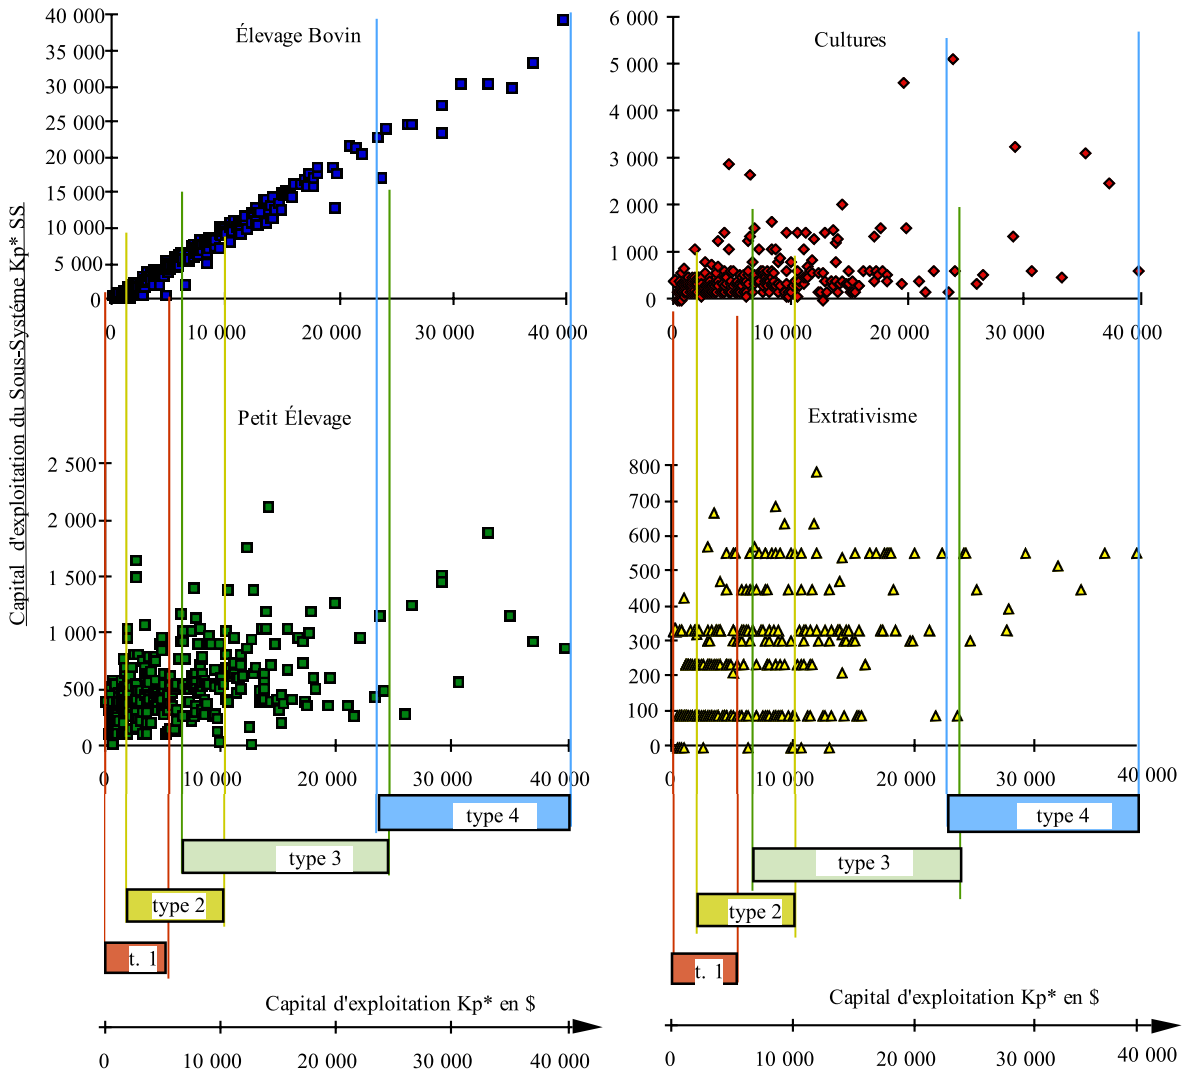 Capital d'exploitation du Sous-Système Kp* SS
Élevage Bovin
40 000
35 000
30 000
25 000
20 000
15 000
10 000
5 000
0
0 10 000 20 000 30 000 40 000
Cultures
6 000
5 000
4 000
3 000
2 000
1 000
0
0 10 000 20 000 30 000 40 000
Petit Élevage
2 500
2 000
1 500
1 000
500
0
0 10 000 20 000 30 000 40 000
Extrativisme
800
700
600
500
400
300
200
100
0
0 10 000 20 000 30 000 40 000
type 4
type 3
type 2
t. 1
Capital d'exploitation Kp* en $
0 10 000 20 000 30 000 40 000
type 4
type 3
type 2
t. 1
Capital d'exploitation Kp* en $
0 10 000 20 000 30 000 40 000